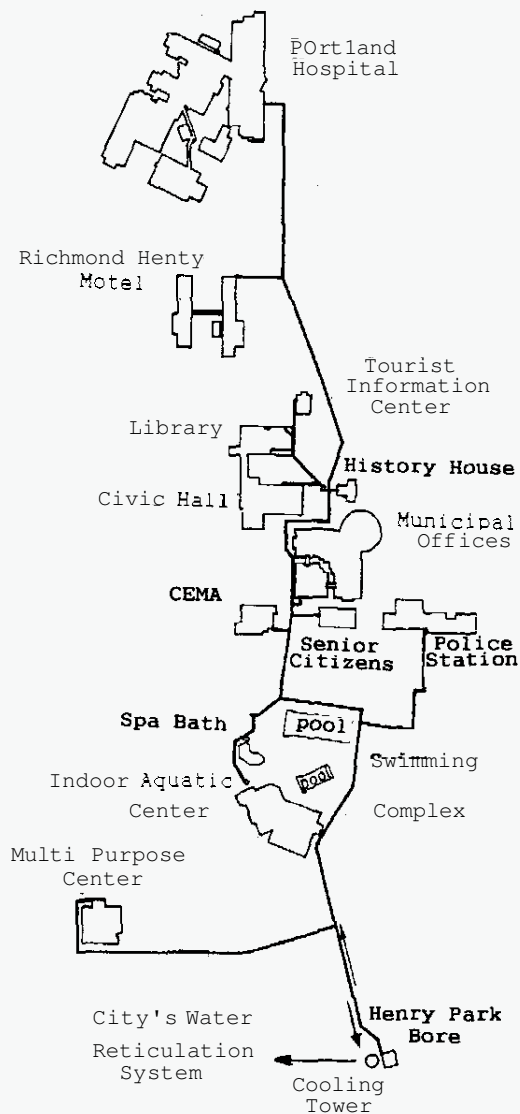 POrtland
Hospital
Richmond Henty
Motel
Tourist
Information
Center
Library
History House
Civic Hall
Municipal
Offices
CEMA
Senior
Citizens
Police
Station
Spa Bath
pool
Swimming
pool
Indoor Aquatic
Center
Complex
Multi Purpose
Center
Henry Park
Bore
City's Water
Reticulation
System
Cooling
Tower